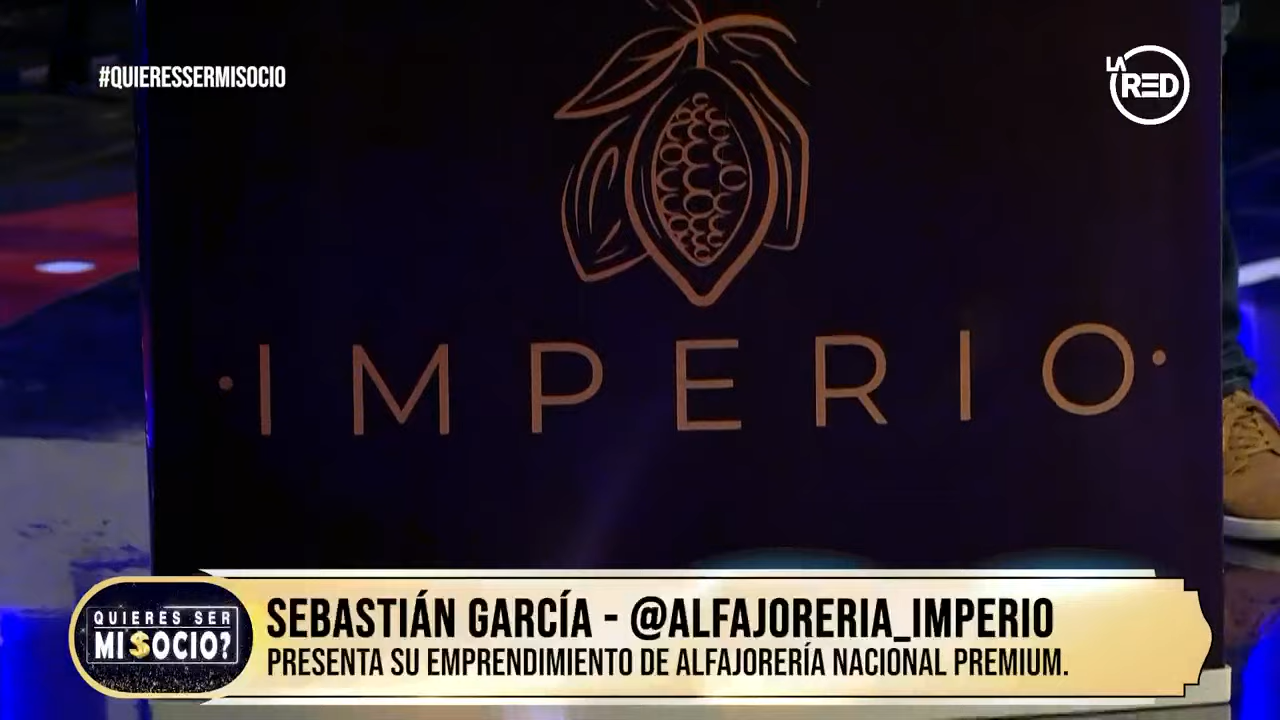 #QUIERESSERMISOCIO
LA RED
·IMPERIO·
QUIERES SER
MI $OCIO?
SEBASTIÁN GARCÍA - @ALFAJORERIA_IMPERIO
PRESENTA SU EMPRENDIMIENTO DE ALFAJORERÍA NACIONAL PREMIUM.